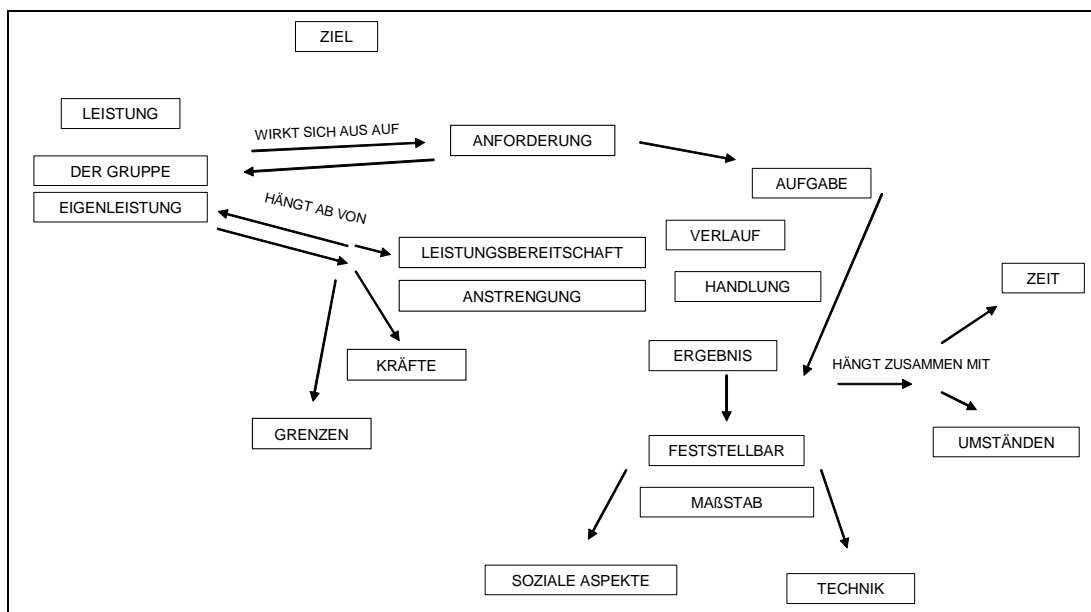 ZIEL
LEISTUNG
WIRKT SICH AUS AUF
ANFORDERUNG
DER GRUPPE
AUFGABE
EIGENLEISTUNG
HÄNGT AB VON
VERLAUF
LEISTUNGSBEREITSCHAFT
ZEIT
HANDLUNG
ANSTRENGUNG
ERGEBNIS
KRÄFTE
HÄNGT ZUSAMMEN MIT
GRENZEN
UMSTÄNDEN
FESTSTELLBAR
MAßSTAB
SOZIALE ASPEKTE
TECHNIK